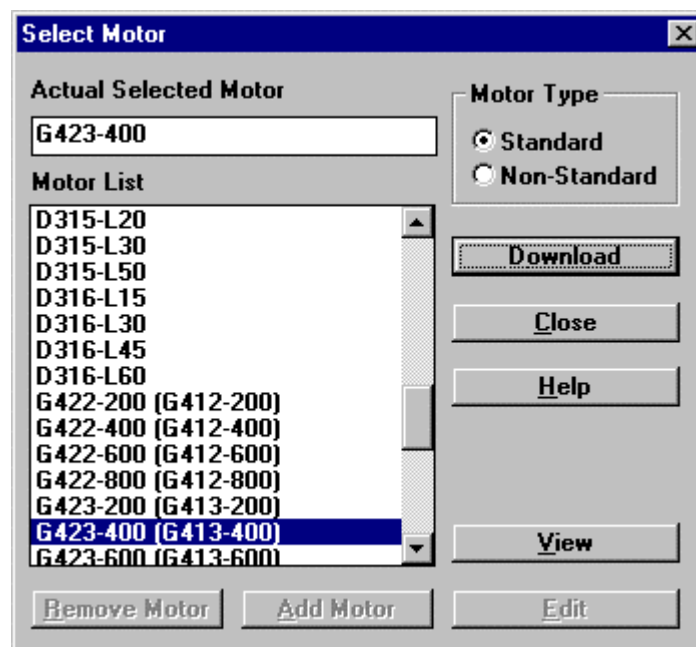 Select Motor
Actual Selected Motor
G423-400
Motor List
D315-L20
D315-L30
D315-L50
D316-L15
D316-L30
D316-L45
D316-L60
G422-200 (G412-200)
G422-400 (G412-400)
G422-600 (G412-600)
G422-800 (G412-800)
G423-200 (G413-200)
G423-400 (G413-400)
G423-600 (G413-600)
Motor Type
Standard
Non-Standard
Download
Close
Help
View
Remove Motor
Add Motor
Edit